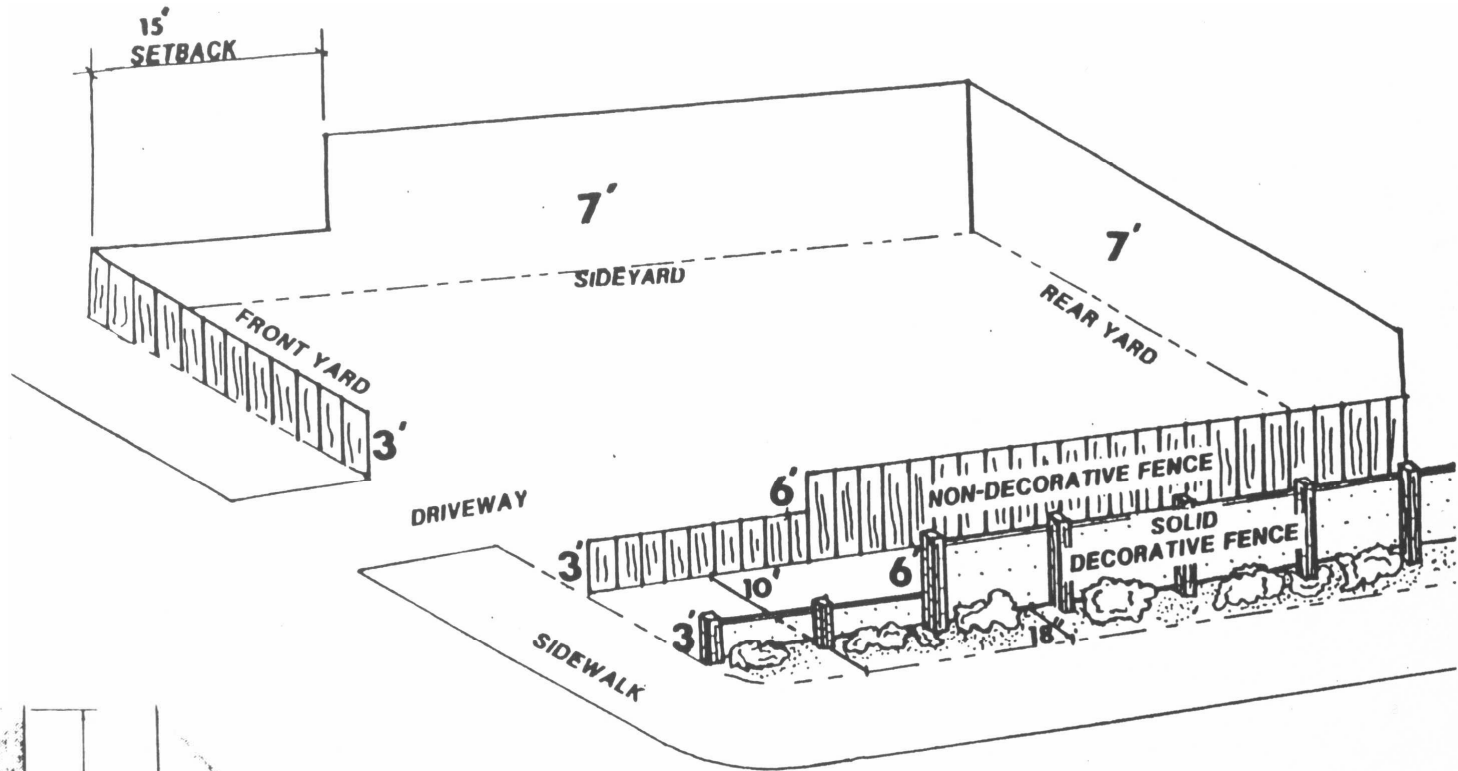 15'
SETBACK
7'
7'
SIDEYARD
REAR YARD
FRONT YARD
3'
6'
NON-DECORATIVE FENCE
DRIVEWAY
SOLID
DECORATIVE FENCE
3'
10'
6'
3'
18"
SIDEWALK